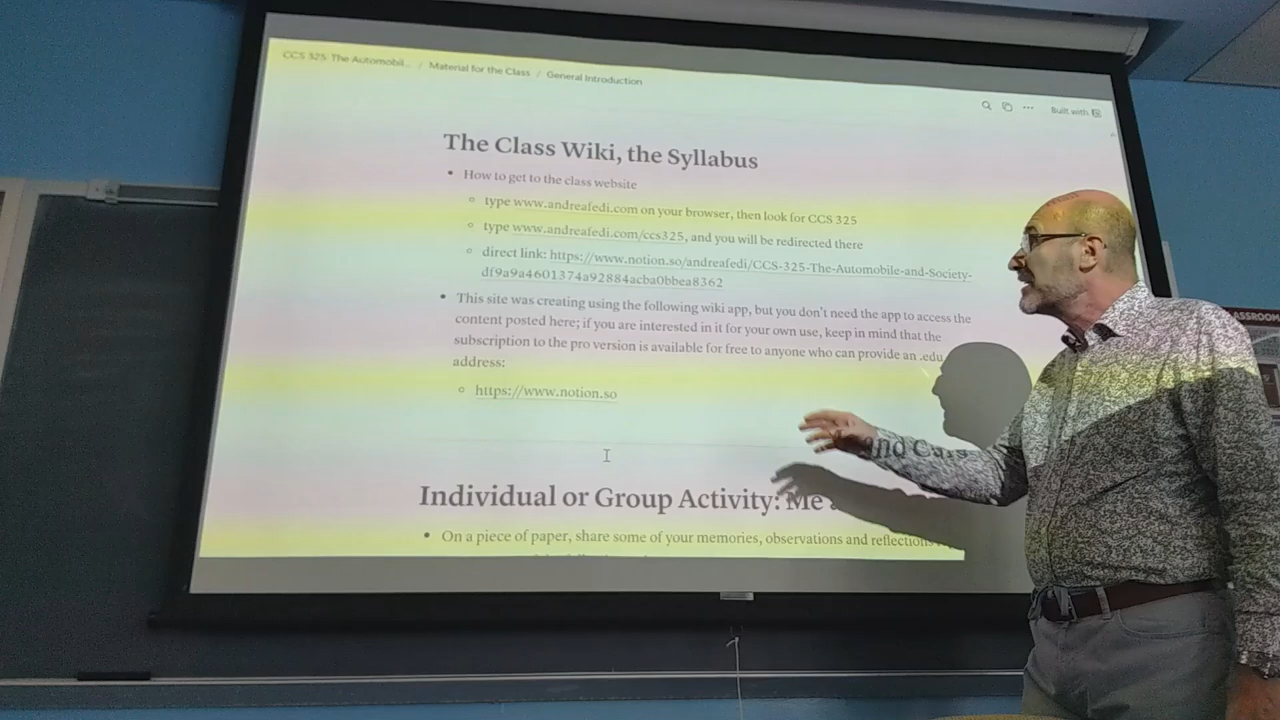 CCS 325: The Automobil... / Material for the Class / General Introduction
Built with
The Class Wiki, the Syllabus
• How to get to the class website
◦ type www.andreafedi.com on your browser, then look for CCS 325
◦ type www.andreafedi.com/ccs325, and you will be redirected there
◦ direct link: https://www.notion.so/andreafedi/CCS-325-The-Automobile-and-Society-
df9a9a4601374a92884acba0bbea8362
• This site was creating using the following wiki app, but you don't need the app to access the
content posted here; if you are interested in it for your own use, keep in mind that the
subscription to the pro version is available for free to anyone who can provide an .edu
address:
◦ https://www.notion.so
Individual or Group Activity: Me and Cars
• On a piece of paper, share some of your memories, observations and reflections